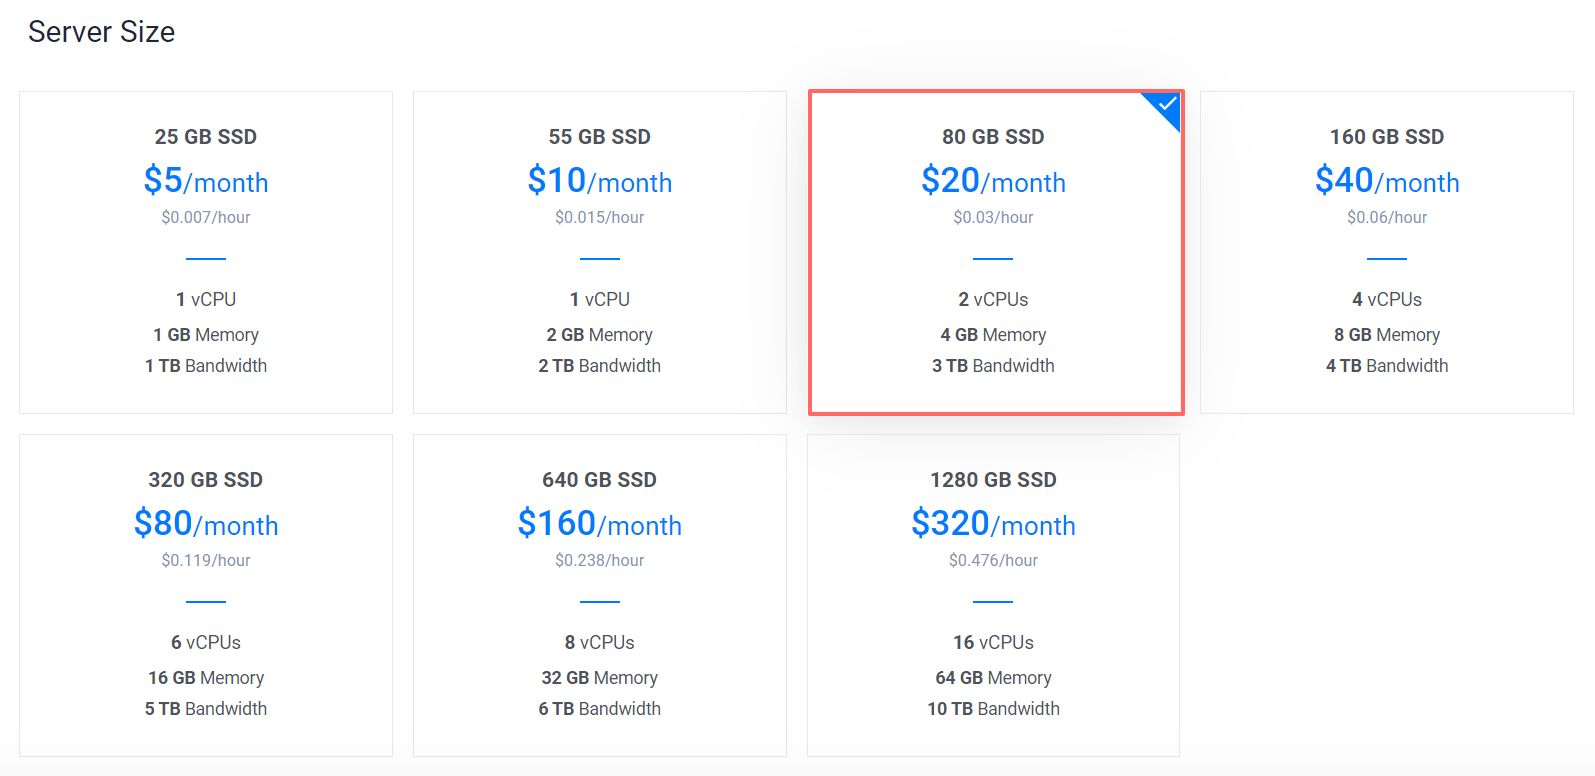 Server Size
25 GB SSD
$5/month
$0.007/hour
1 vCPU
1 GB Memory
1 TB Bandwidth
55 GB SSD
$10/month
$0.015/hour
1 vCPU
2 GB Memory
2 TB Bandwidth
80 GB SSD
$20/month
$0.03/hour
2 vCPUs
4 GB Memory
3 TB Bandwidth
160 GB SSD
$40/month
$0.06/hour
4 vCPUs
8 GB Memory
4 TB Bandwidth
320 GB SSD
$80/month
$0.119/hour
6 vCPUs
16 GB Memory
5 TB Bandwidth
640 GB SSD
$160/month
$0.238/hour
8 vCPUs
32 GB Memory
6 TB Bandwidth
1280 GB SSD
$320/month
$0.476/hour
16 vCPUs
64 GB Memory
10 TB Bandwidth